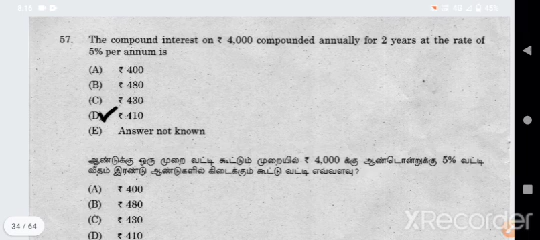 57. The compound interest on ₹ 4,000 compounded annually for 2 years at the rate of
5% per annum is
(A) ₹ 400
(B) ₹ 480
(C) ₹ 430
(D) ₹ 410
(E) Answer not known
ஆண்டுக்கு ஒரு முறை வட்டி கூட்டும் முறையில் ₹ 4,000 க்கு ஆண்டொன்றுக்கு 5% வட்டி
வீதம் இரண்டு ஆண்டுகளில் கிடைக்கும் கூட்டு வட்டி எவ்வளவு?
(A) ₹ 400
(B) ₹ 480
(C) ₹ 430
(D) ₹ 410
34 / 64
XRecorder